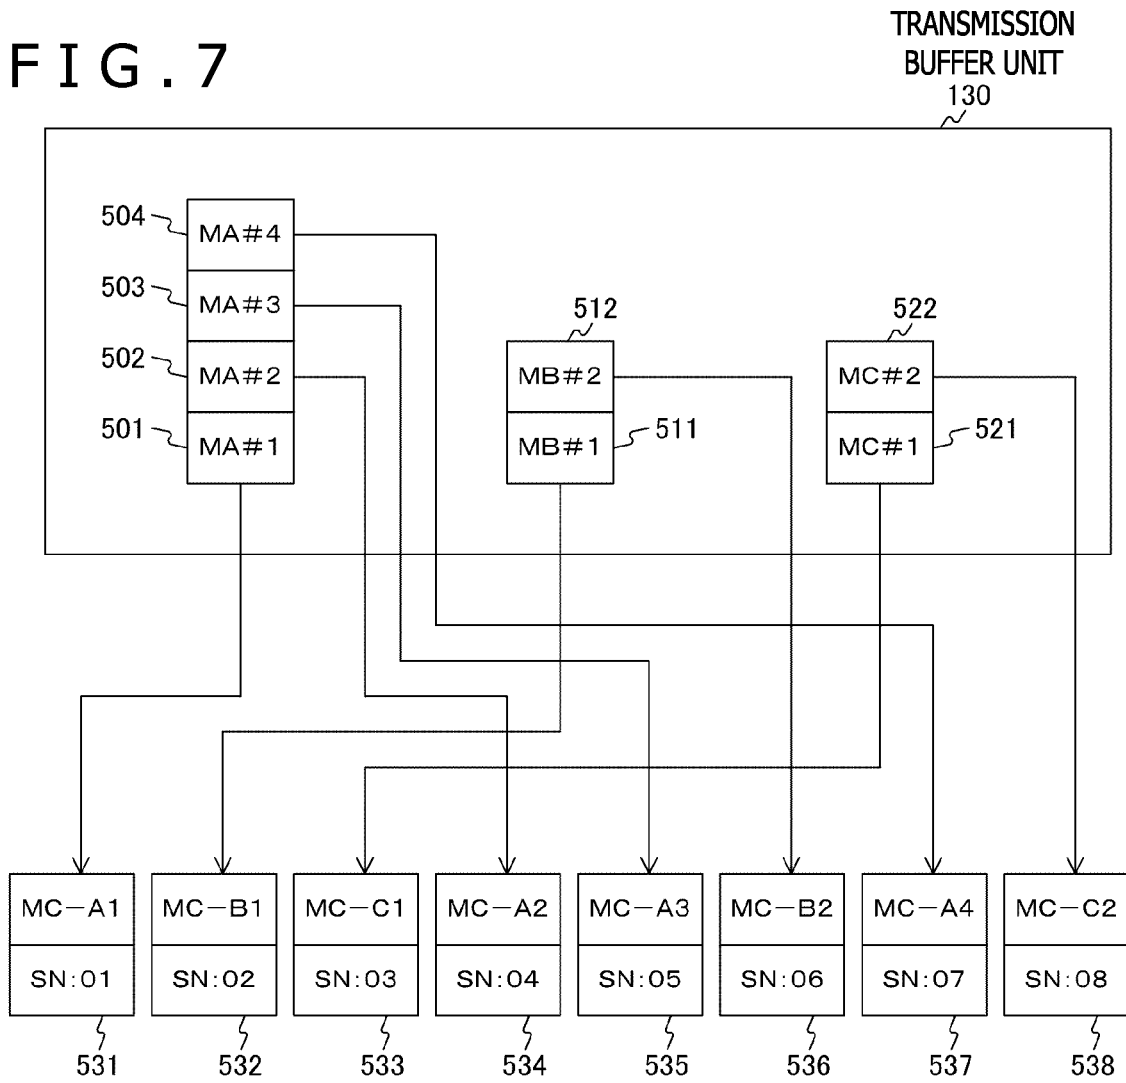 FIG.7
TRANSMISSION
BUFFER UNIT
130
504
MA#4
503
MA#3
502
MA#2
501
MA#1
512
MB#2
MB#1
511
522
MC#2
MC#1
521
MC-A1
MC-B1
MC-C1
MC-A2
MC-A3
MC-B2
MC-A4
MC-C2
SN:01
SN:02
SN:03
SN:04
SN:05
SN:06
SN:07
SN:08
531
532
533
534
535
536
537
538